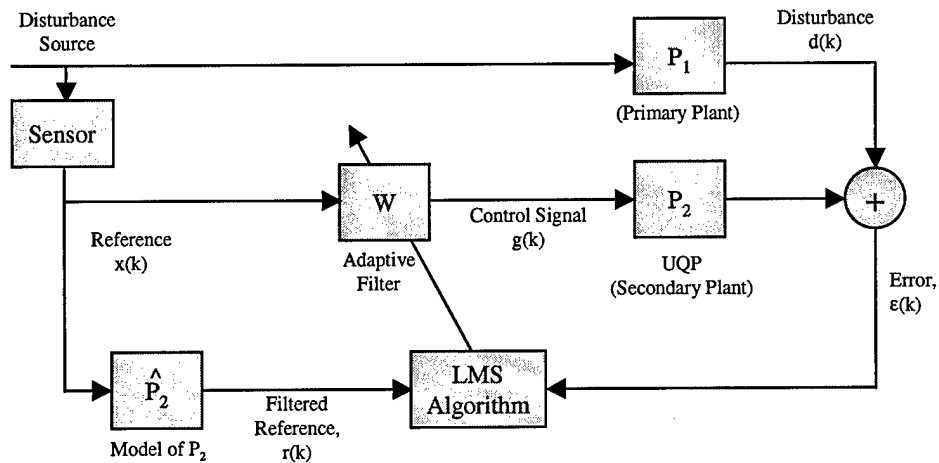 Disturbance
Source
Disturbance
d(k)
P₁
(Primary Plant)
Sensor
W
Adaptive
Filter
Control Signal
g(k)
P₂
UQP
(Secondary Plant)
+
Reference
x(k)
Error,
ε(k)
P̂₂
Model of P₂
Filtered
Reference,
r(k)
LMS
Algorithm